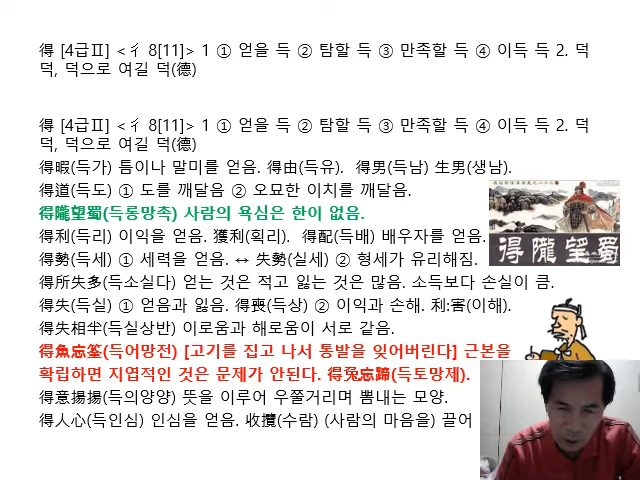 得 [4급Ⅱ] <彳 8[11]> 1 ① 얻을 득 ② 탐할 득 ③ 만족할 득 ④ 이득 득 2. 덕
덕, 덕으로 여길 덕(德)
得 [4급Ⅱ] <彳 8[11]> 1 ① 얻을 득 ② 탐할 득 ③ 만족할 득 ④ 이득 득 2. 덕
덕, 덕으로 여길 덕(德)
得暇(득가) 틈이나 말미를 얻음. 得由(득유). 得男(득남) 生男(생남).
得道(득도) ① 도를 깨달음 ② 오묘한 이치를 깨달음.
得隴望蜀(득롱망촉) 사람의 욕심은 한이 없음.
得利(득리) 이익을 얻음. 獲利(획리). 得配(득배) 배우자를 얻음.
得勢(득세) ① 세력을 얻음. ↔ 失勢(실세) ② 형세가 유리해짐.
得所失多(득소실다) 얻는 것은 적고 잃는 것은 많음. 소득보다 손실이 큼.
得失(득실) ① 얻음과 잃음. 得喪(득상) ② 이익과 손해. 利:害(이해).
得失相半(득실상반) 이로움과 해로움이 서로 같음.
得魚忘筌(득어망전) [고기를 집고 나서 통발을 잊어버린다] 근본을
확립하면 지엽적인 것은 문제가 안된다. 得兔忘蹄(득토망제).
得意揚揚(득의양양) 뜻을 이루어 우쭐거리며 뽐내는 모양.
得人心(득인심) 인심을 얻음. 收攬(수람) (사람의 마음을) 끌어
得隴望蜀